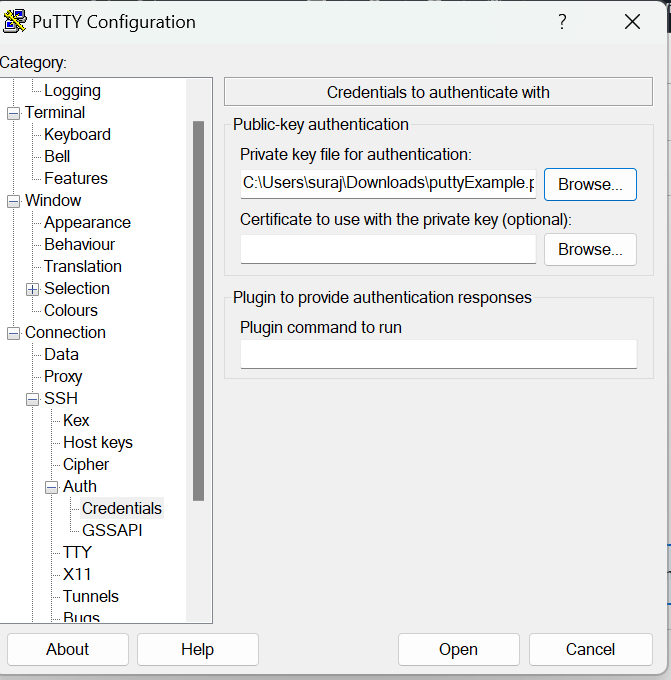 PuTTY Configuration
?
Category:
Logging
Terminal
Keyboard
Bell
Features
Window
Appearance
Behaviour
Translation
Selection
Colours
Connection
Data
Proxy
SSH
Kex
Host keys
Cipher
Auth
Credentials
GSSAPI
TTY
X11
Tunnels
Bugs
Credentials to authenticate with
Public-key authentication
Private key file for authentication:
C:\Users\suraj\Downloads\puttyExample.p
Browse...
Certificate to use with the private key (optional):
Browse...
Plugin to provide authentication responses
Plugin command to run
About
Help
Open
Cancel